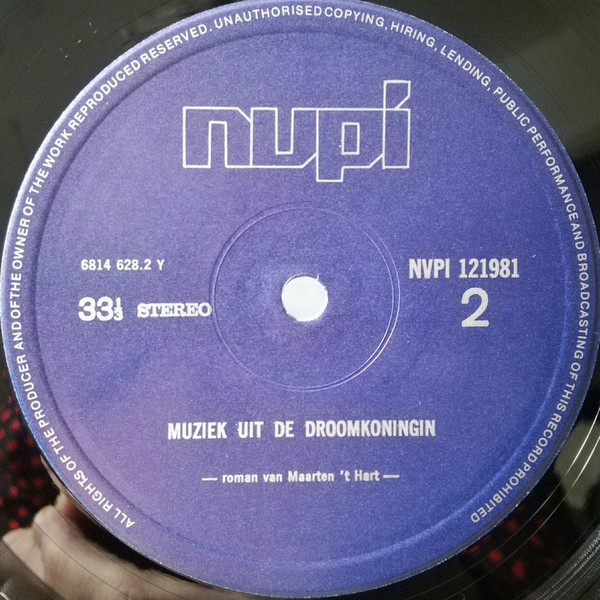 ALL RIGHTS OF THE PRODUCER AND OF THE OWNER OF THE WORK REPRODUCED RESERVED. UNAUTHORISED COPYING, HIRING, LENDING, PUBLIC PERFORMANCE AND BROADCASTING OF THIS RECORD PROHIBITED
nvpi
6814 628.2 Y
NVPI 121981
33⅓ STEREO
2
MUZIEK UIT DE DROOMKONINGIN
— roman van Maarten 't Hart —